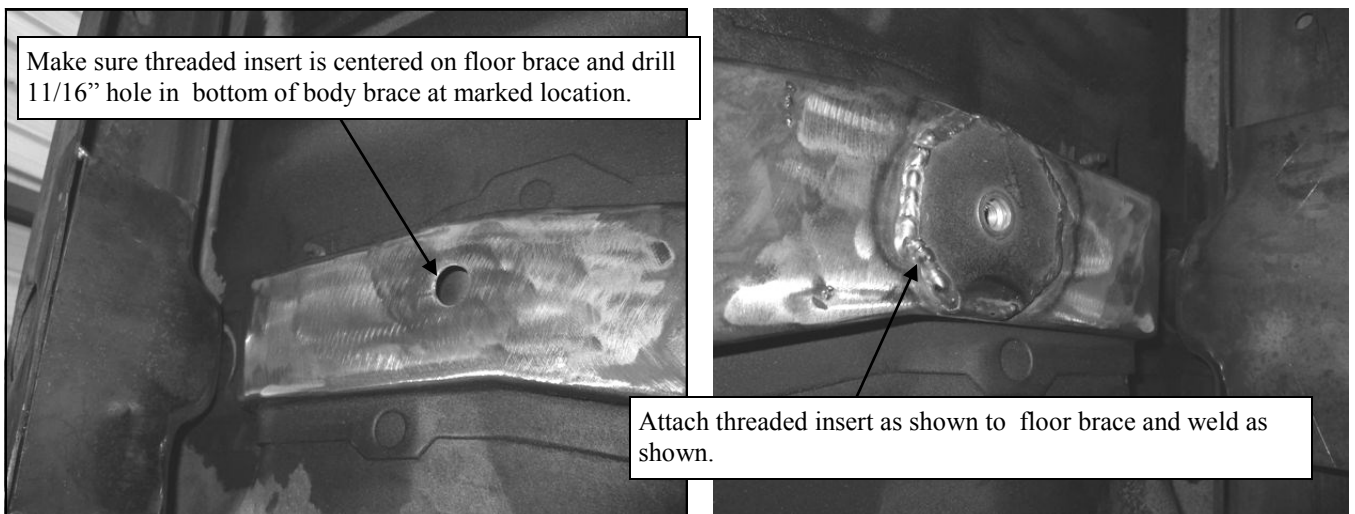 Make sure threaded insert is centered on floor brace and drill
11/16” hole in  bottom of body brace at marked location.
Attach threaded insert as shown to  floor brace and weld as
shown.